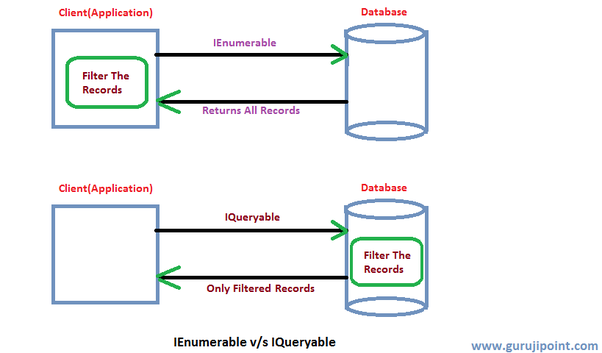 Client(Application)
Database
IEnumerable
Filter The
Records
Returns All Records
Client(Application)
Database
IQueryable
Filter The
Records
Only Filtered Records
IEnumerable v/s IQueryable
www.gurujipoint.com